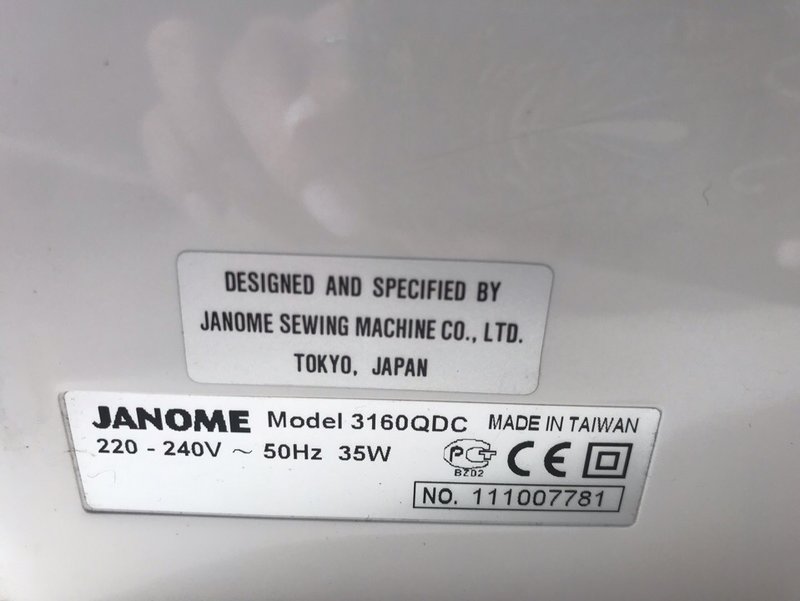 DESIGNED AND SPECIFIED BY
JANOME SEWING MACHINE CO., LTD.
TOKYO, JAPAN
JANOME Model 3160QDC MADE IN TAIWAN
220 - 240V ~ 50Hz 35W
PCT CE
BZ02
NO. 111007781